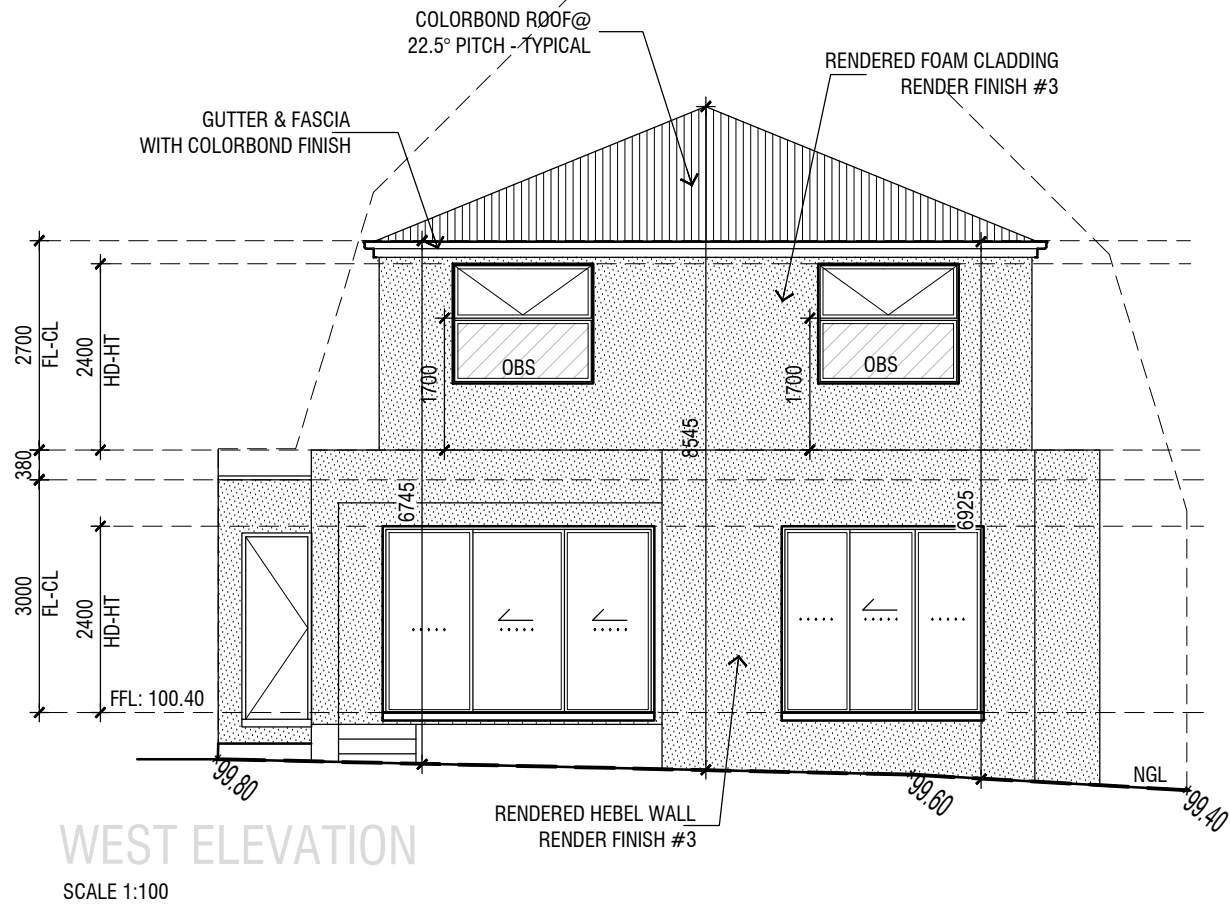 COLORBOND ROOF@
22.5° PITCH - TYPICAL
RENDERED FOAM CLADDING
RENDER FINISH #3
GUTTER & FASCIA
WITH COLORBOND FINISH
2700
FL-CL
2400
HD-HT
1700
OBS
1700
OBS
380
8545
6745
6925
3000
FL-CL
2400
HD-HT
FFL: 100.40
99.80
NGL
99.60
99.40
RENDERED HEBEL WALL
RENDER FINISH #3
WEST ELEVATION
SCALE 1:100